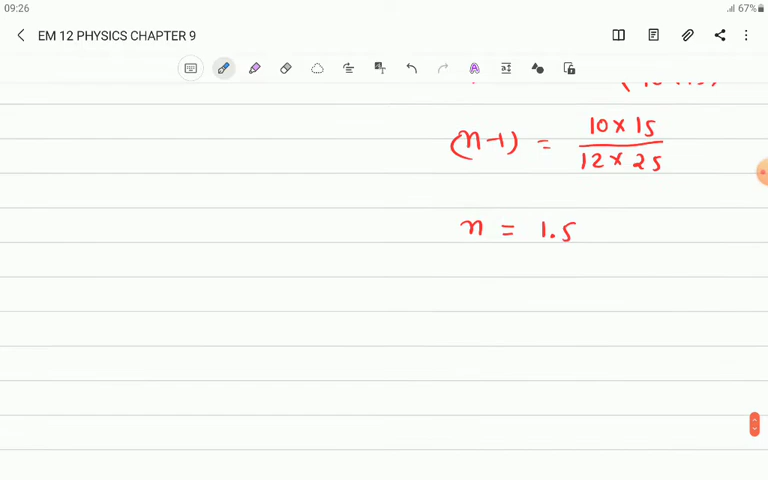 09:26 67%
EM 12 PHYSICS CHAPTER 9
(n-1) = 10 × 15 / 12 × 25
n = 1.5